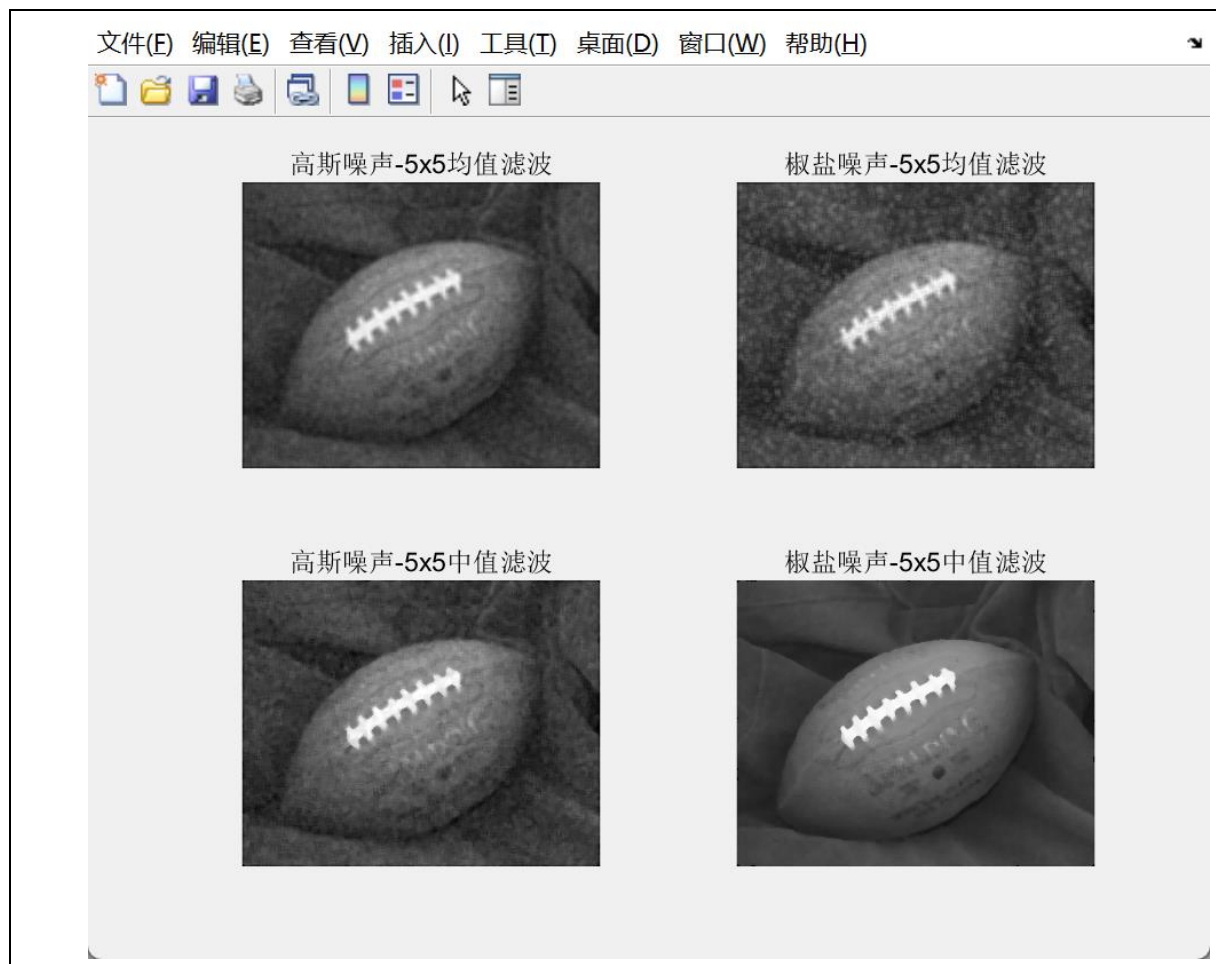 文件(F) 编辑(E) 查看(V) 插入(I) 工具(T) 桌面(D) 窗口(W) 帮助(H)
高斯噪声-5x5均值滤波
椒盐噪声-5x5均值滤波
高斯噪声-5x5中值滤波
椒盐噪声-5x5中值滤波